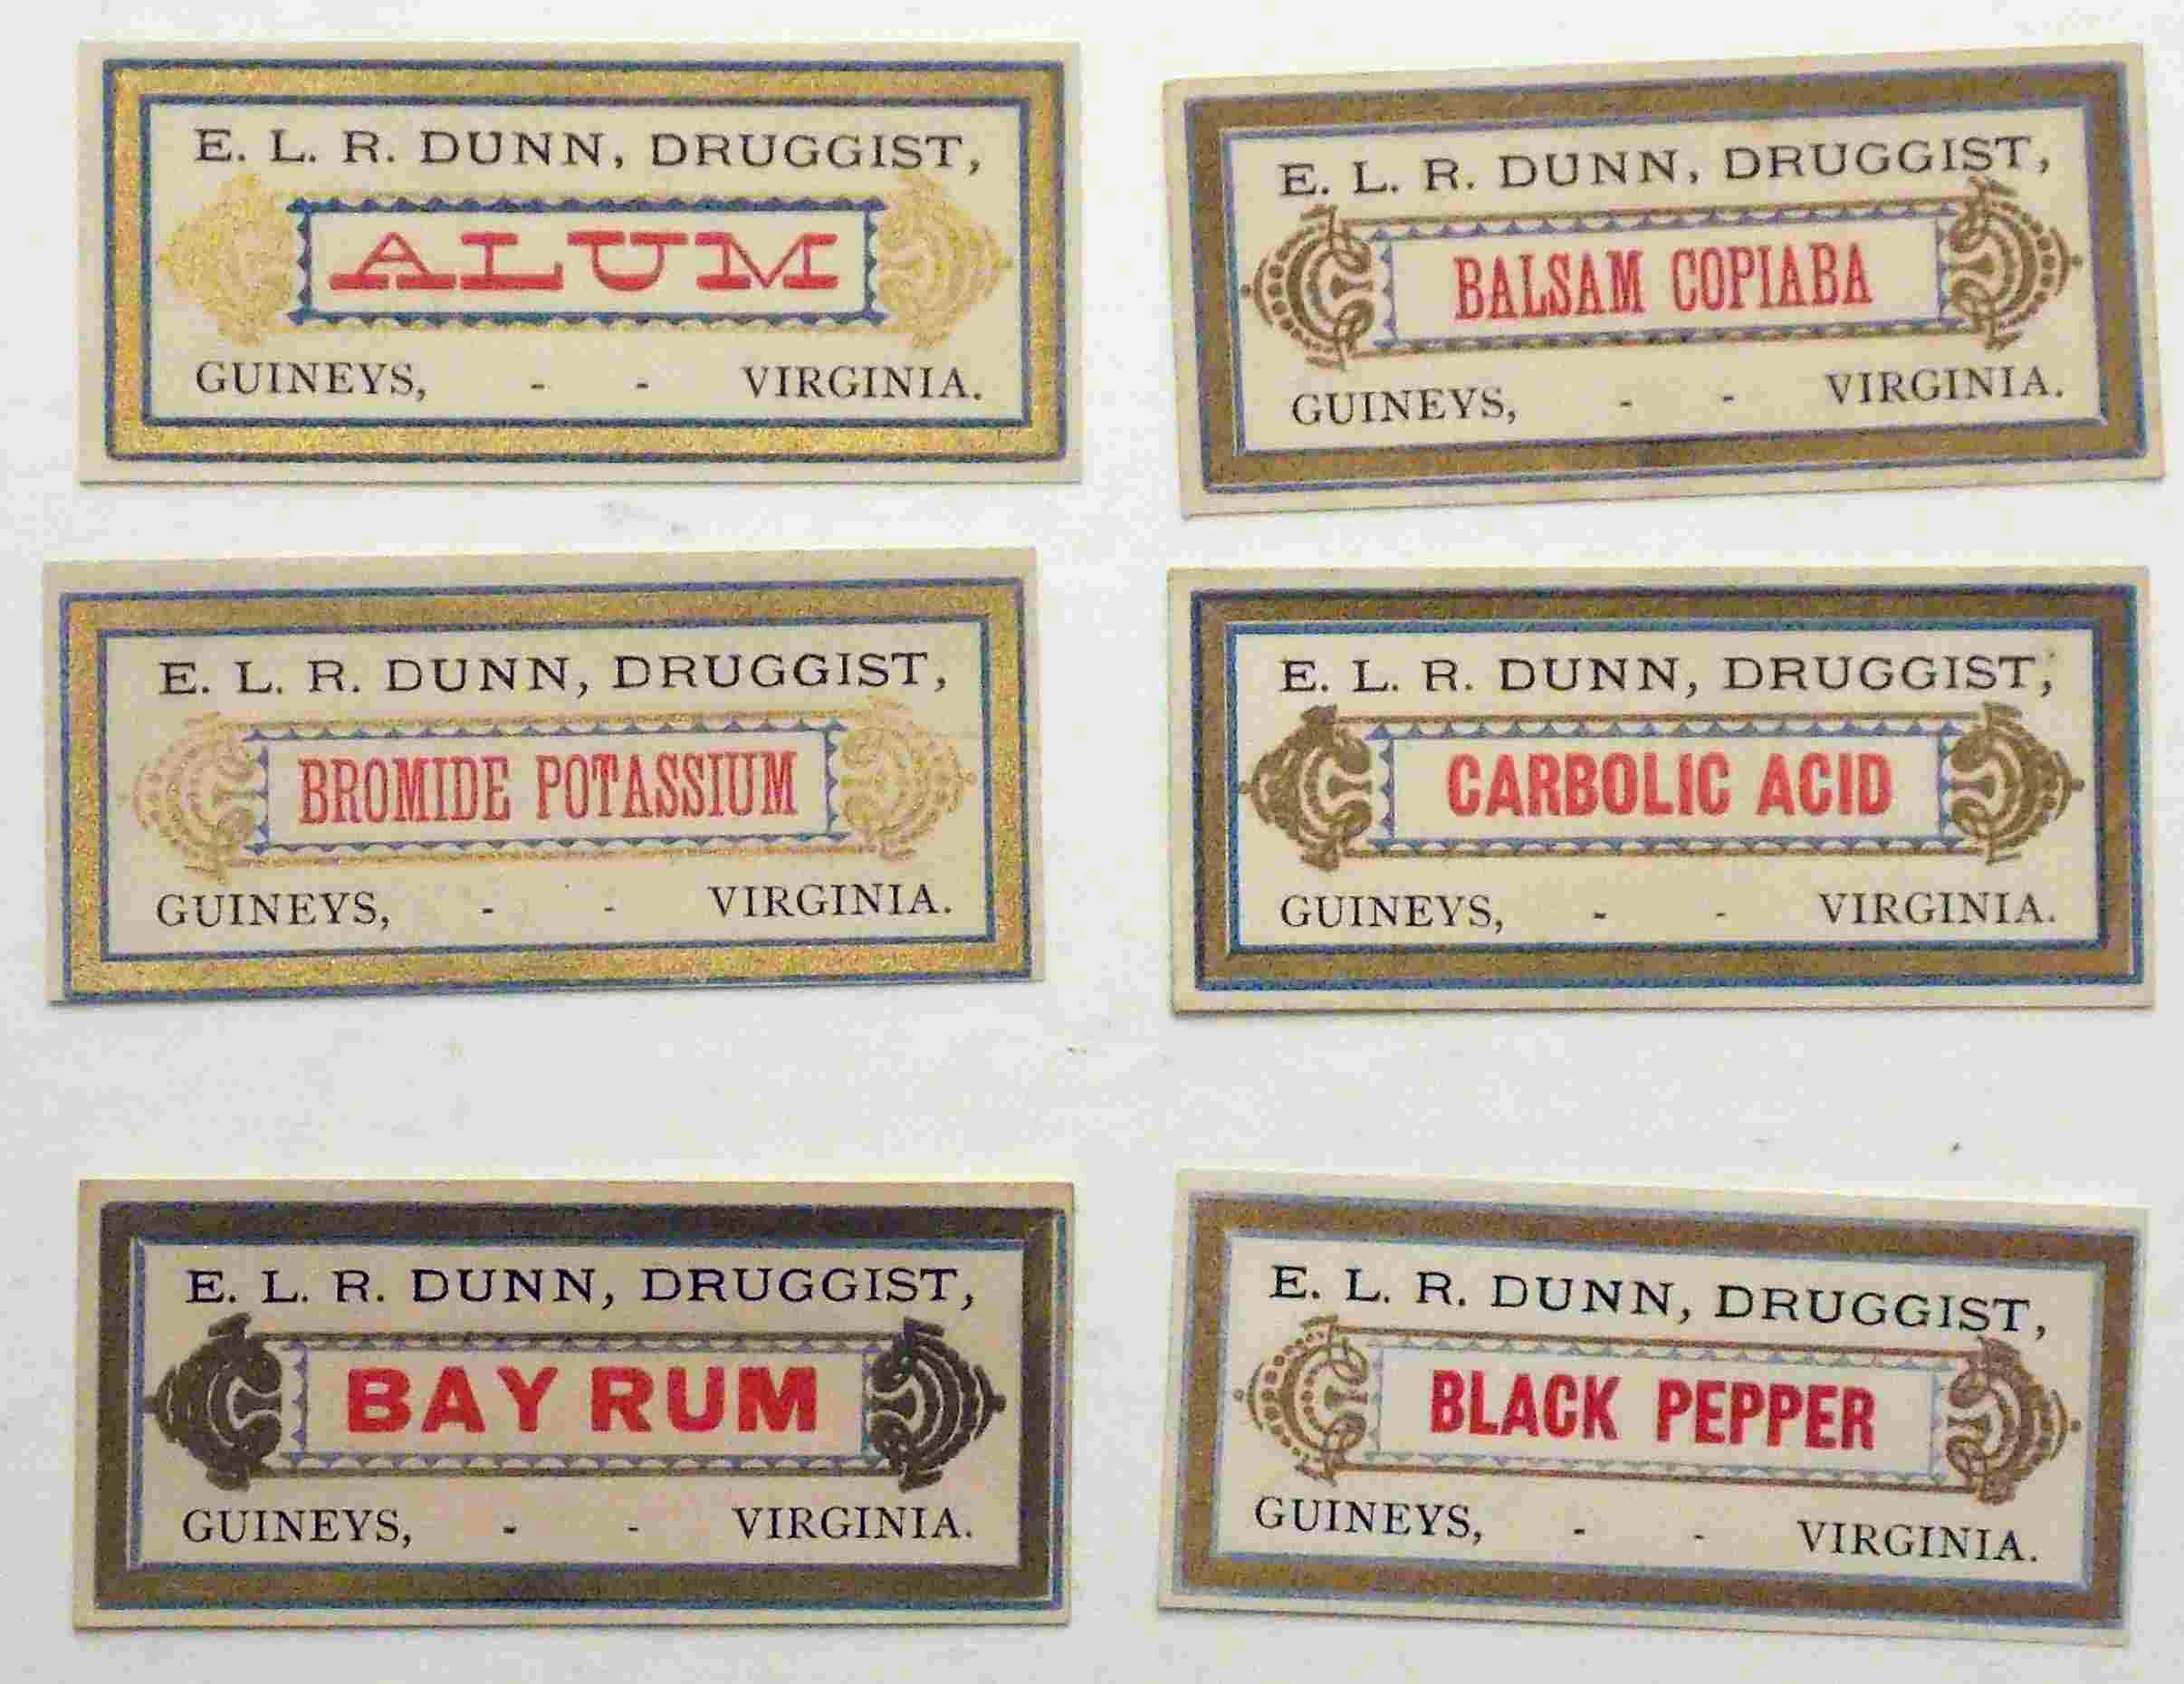 E. L. R. DUNN, DRUGGIST,
ALUM
GUINEYS, - - VIRGINIA.
E. L. R. DUNN, DRUGGIST,
BALSAM COPIABA
GUINEYS, - - VIRGINIA.
E. L. R. DUNN, DRUGGIST,
BROMIDE POTASSIUM
GUINEYS, - - VIRGINIA.
E. L. R. DUNN, DRUGGIST,
CARBOLIC ACID
GUINEYS, - - VIRGINIA.
E. L. R. DUNN, DRUGGIST,
BAY RUM
GUINEYS, - - VIRGINIA.
E. L. R. DUNN, DRUGGIST,
BLACK PEPPER
GUINEYS, - - VIRGINIA.